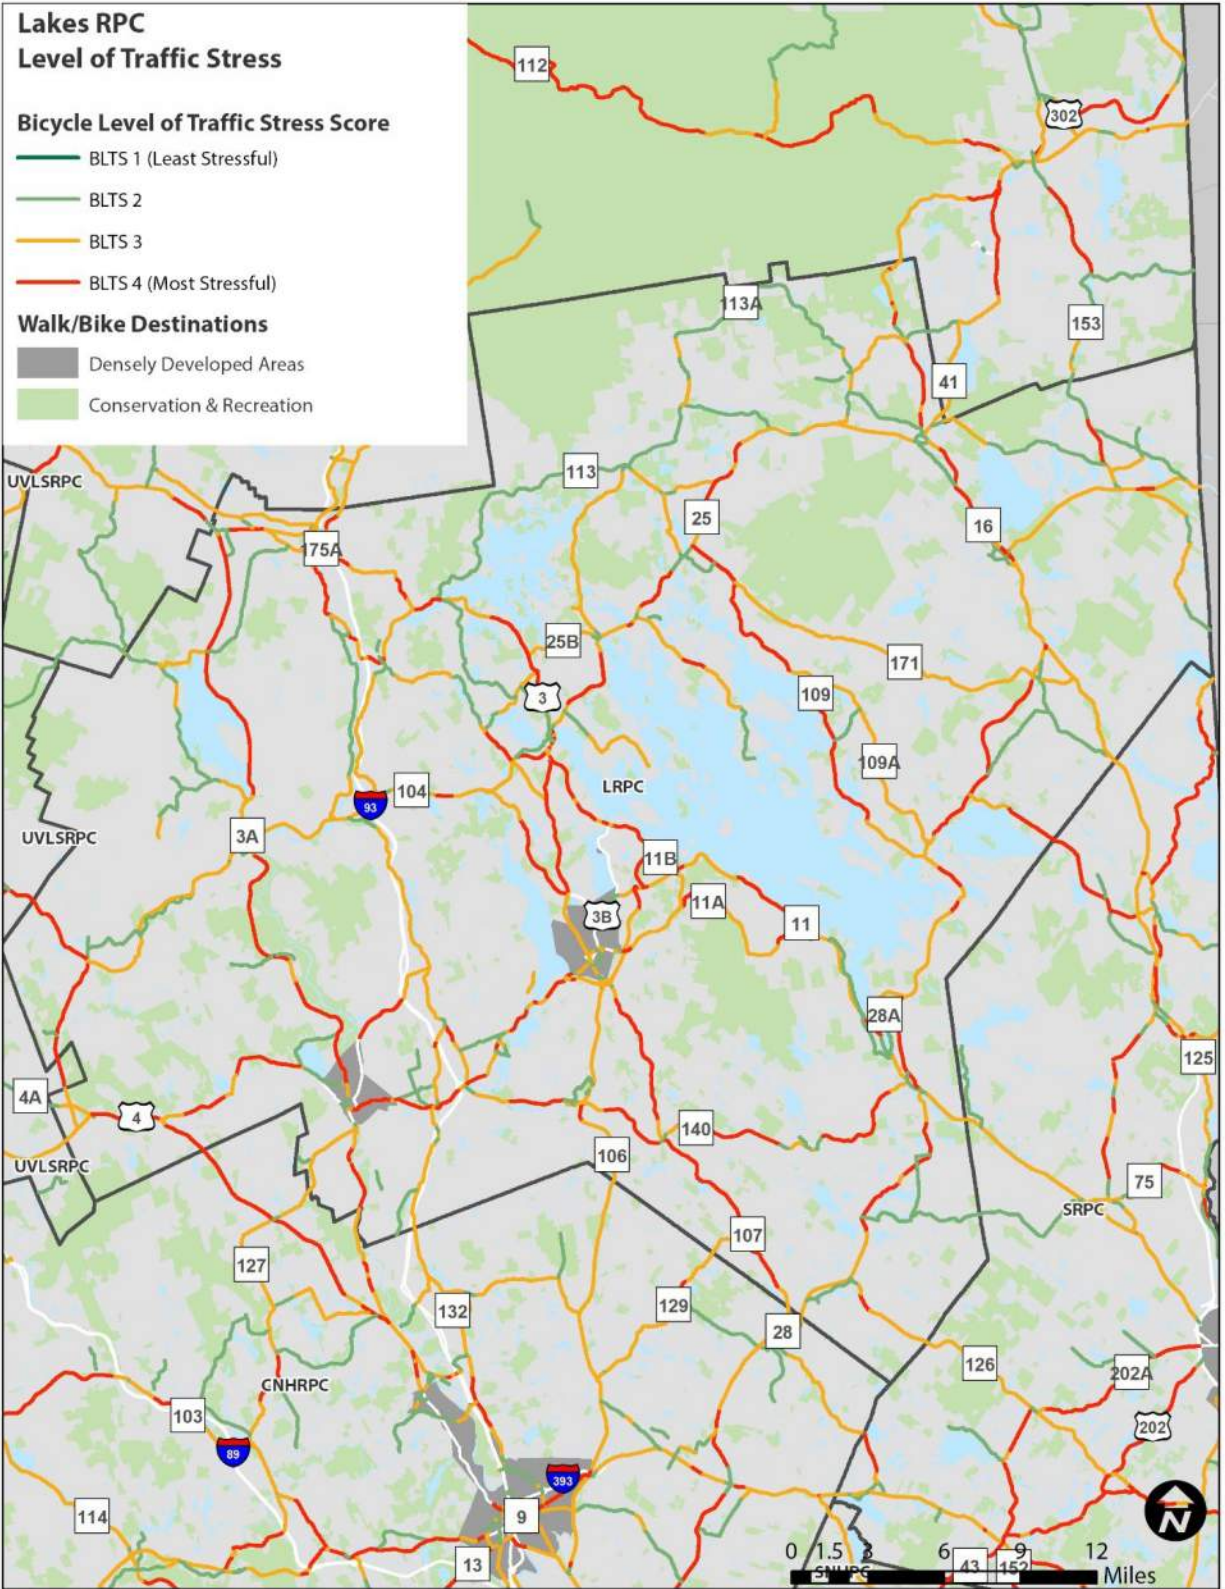 Lakes RPC
Level of Traffic Stress
Bicycle Level of Traffic Stress Score
BLTS 1 (Least Stressful)
BLTS 2
BLTS 3
BLTS 4 (Most Stressful)
Walk/Bike Destinations
Densely Developed Areas
Conservation & Recreation
112
302
113A
153
41
113
UVLSRPC
25
16
175A
25B
171
3
109
109A
LRPC
104
93
3A
UVLSRPC
11B
11A
3B
11
28A
125
4A
4
140
106
UVLSRPC
75
SRPC
107
127
129
132
28
126
202A
CNHRPC
103
202
89
393
114
9
N
13
0 1.5 3 6 9 12
SNHPC
43
152
Miles